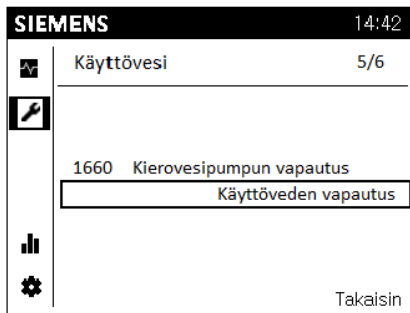 SIEMENS 14:42
Käyttövesi 5/6
1660 Kierovesipumpun vapautus
Käyttöveden vapautus
Takaisin